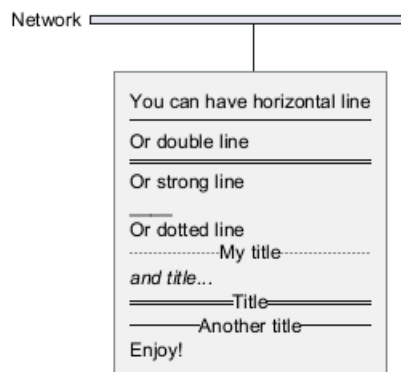 Network
You can have horizontal line
Or double line
Or strong line
____
Or dotted line
My title
and title...
Title
Another title
Enjoy!